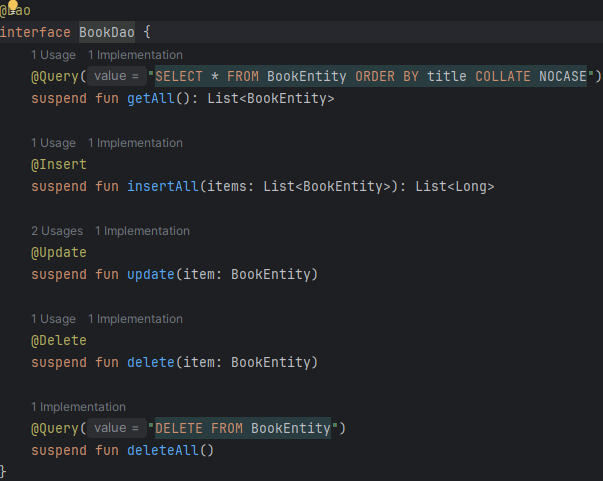 @Dao
interface BookDao {
1 Usage   1 Implementation
@Query( value = "SELECT * FROM BookEntity ORDER BY title COLLATE NOCASE")
suspend fun getAll(): List<BookEntity>
1 Usage   1 Implementation
@Insert
suspend fun insertAll(items: List<BookEntity>): List<Long>
2 Usages   1 Implementation
@Update
suspend fun update(item: BookEntity)
1 Usage   1 Implementation
@Delete
suspend fun delete(item: BookEntity)
1 Implementation
@Query( value = "DELETE FROM BookEntity")
suspend fun deleteAll()
}